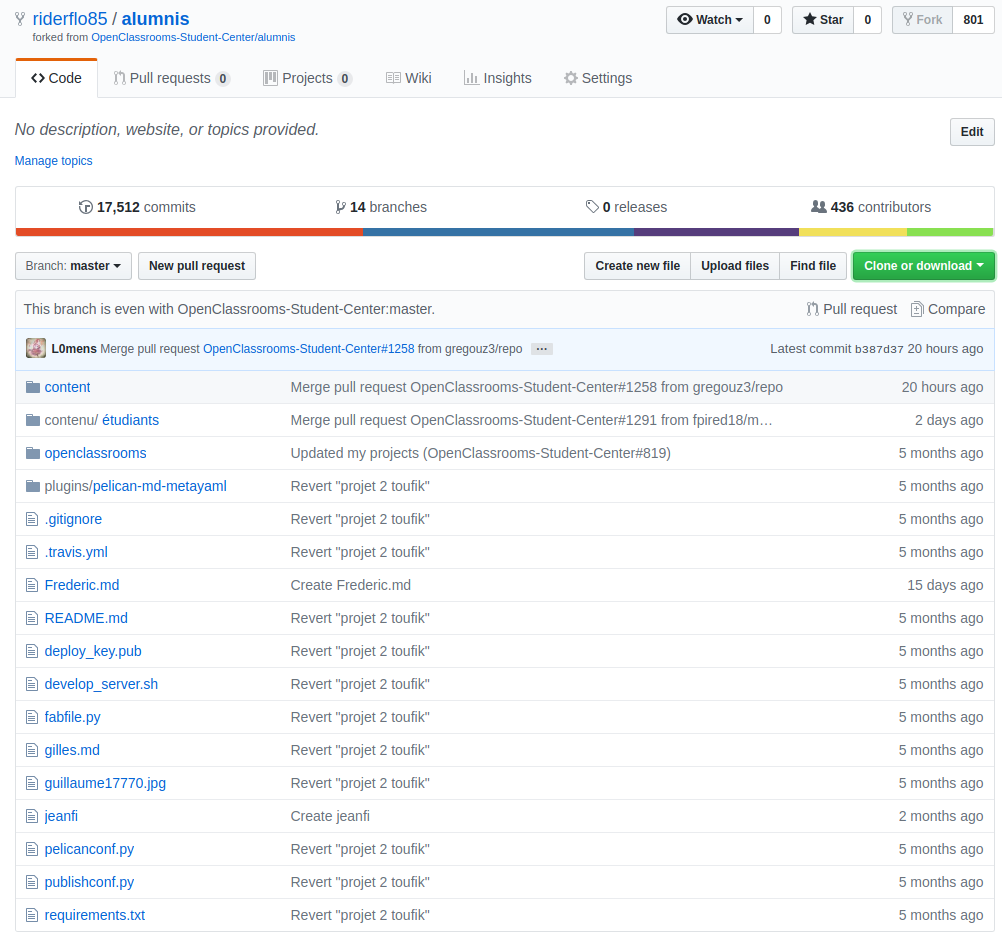 riderflo85 / alumnis Watch 0 Star 0 Fork 801
forked from OpenClassrooms-Student-Center/alumnis
Code Pull requests 0 Projects 0 Wiki Insights Settings
No description, website, or topics provided. Edit
Manage topics
17,512 commits 14 branches 0 releases 436 contributors
Branch: master New pull request Create new file Upload files Find file Clone or download
This branch is even with OpenClassrooms-Student-Center:master. Pull request Compare
L0mens Merge pull request OpenClassrooms-Student-Center#1258 from gregouz3/repo ... Latest commit b387d37 20 hours ago
content Merge pull request OpenClassrooms-Student-Center#1258 from gregouz3/repo 20 hours ago
contenu/ étudiants Merge pull request OpenClassrooms-Student-Center#1291 from fpired18/m… 2 days ago
openclassrooms Updated my projects (OpenClassrooms-Student-Center#819) 5 months ago
plugins/pelican-md-metayaml Revert "projet 2 toufik" 5 months ago
.gitignore Revert "projet 2 toufik" 5 months ago
.travis.yml Revert "projet 2 toufik" 5 months ago
Frederic.md Create Frederic.md 15 days ago
README.md Revert "projet 2 toufik" 5 months ago
deploy_key.pub Revert "projet 2 toufik" 5 months ago
develop_server.sh Revert "projet 2 toufik" 5 months ago
fabfile.py Revert "projet 2 toufik" 5 months ago
gilles.md Revert "projet 2 toufik" 5 months ago
guillaume17770.jpg Revert "projet 2 toufik" 5 months ago
jeanfi Create jeanfi 2 months ago
pelicanconf.py Revert "projet 2 toufik" 5 months ago
publishconf.py Revert "projet 2 toufik" 5 months ago
requirements.txt Revert "projet 2 toufik" 5 months ago